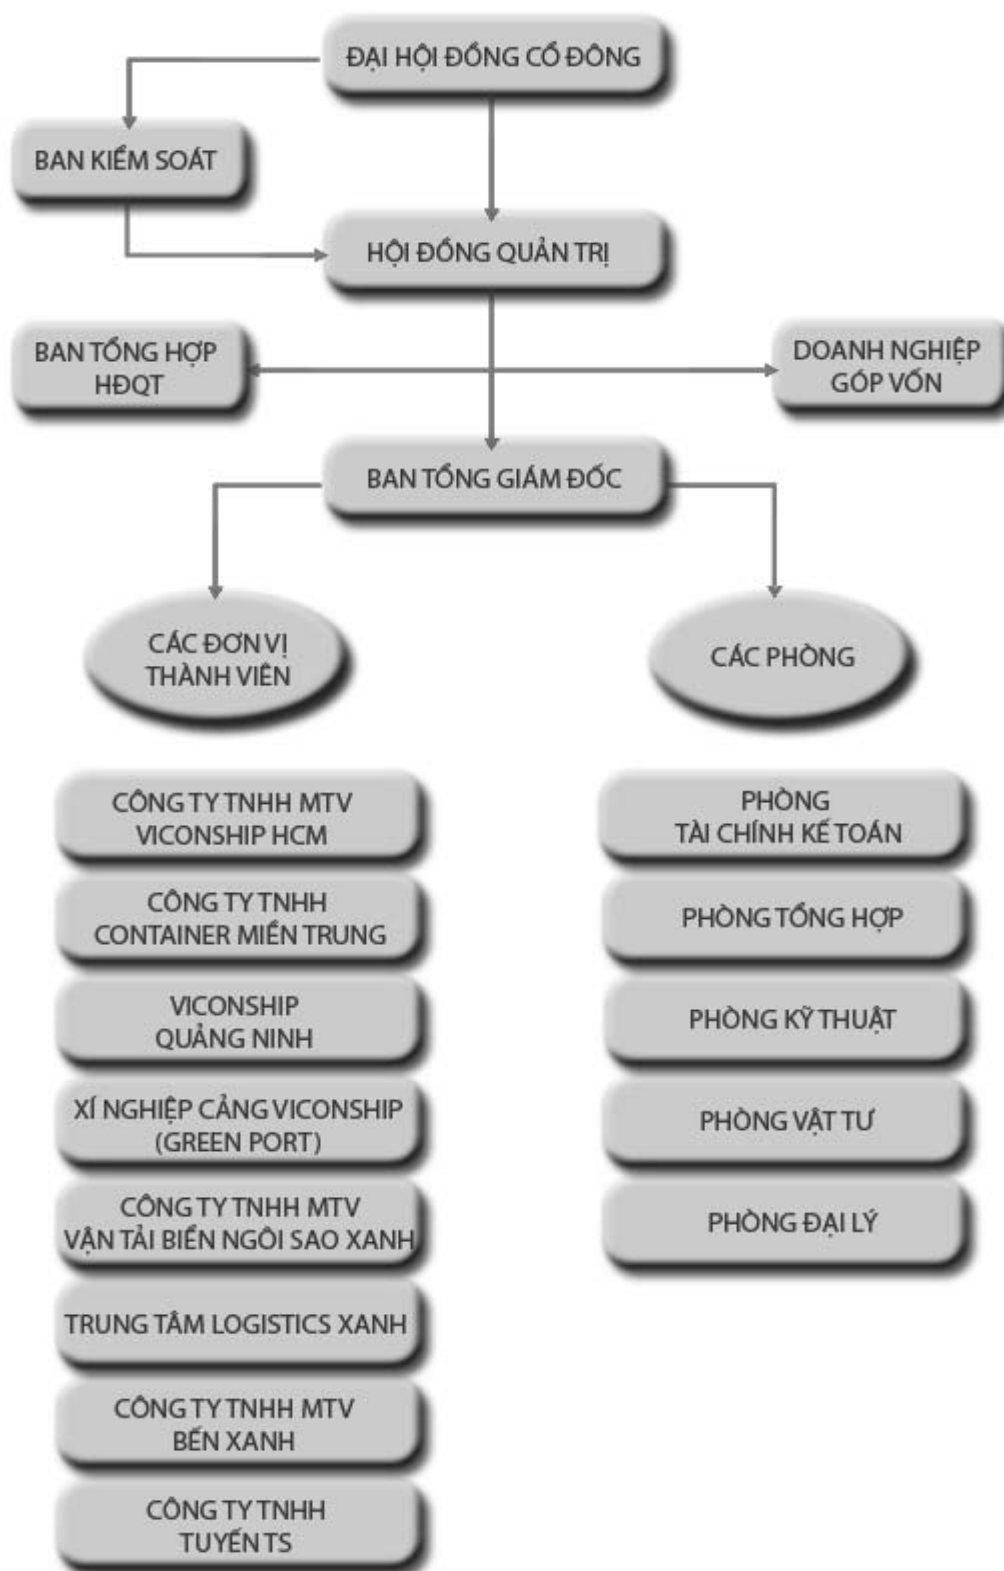 ĐẠI HỘI ĐỒNG CỔ ĐÔNG
BAN KIỂM SOÁT
HỘI ĐỒNG QUẢN TRỊ
BAN TỔNG HỢP
HĐQT
DOANH NGHIỆP
GÓP VỐN
BAN TỔNG GIÁM ĐỐC
CÁC ĐƠN VỊ
THÀNH VIÊN
CÁC PHÒNG
CÔNG TY TNHH MTV
VICONSHIP HCM
CÔNG TY TNHH
CONTAINER MIỀN TRUNG
VICONSHIP
QUẢNG NINH
XÍ NGHIỆP CẢNG VICONSHIP
(GREEN PORT)
CÔNG TY TNHH MTV
VẬN TẢI BIỂN NGÔI SAO XANH
TRUNG TÂM LOGISTICS XANH
CÔNG TY TNHH MTV
BẾN XANH
CÔNG TY TNHH
TUYẾN TS
PHÒNG
TÀI CHÍNH KẾ TOÁN
PHÒNG TỔNG HỢP
PHÒNG KỸ THUẬT
PHÒNG VẬT TƯ
PHÒNG ĐẠI LÝ